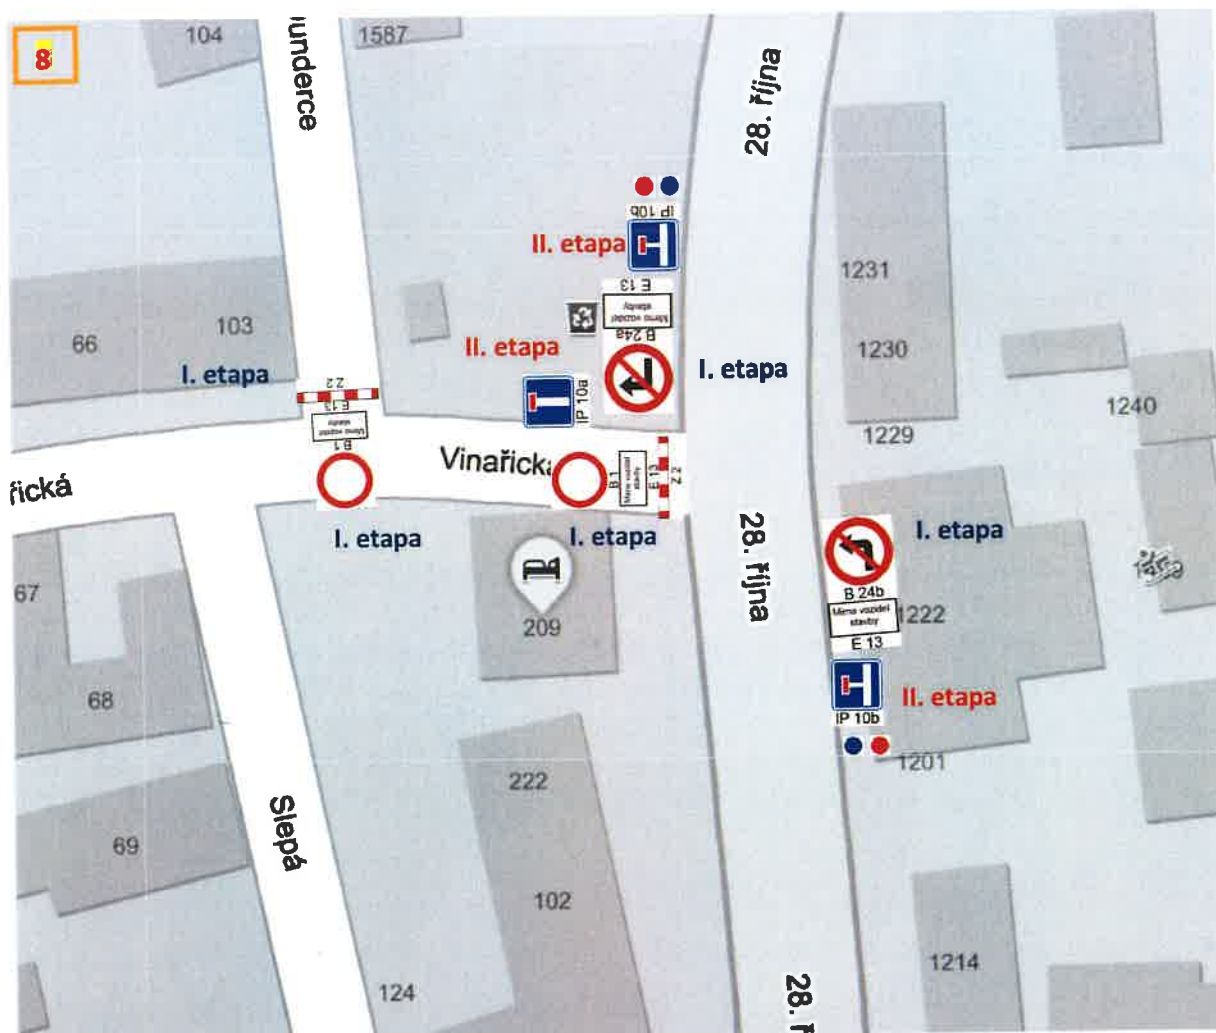 8
104
1587
underce
28. října
IP 10b
II. etapa
E 13
Mimo vozidel
stavby
B 24a
1231
66
103
II. etapa
1230
I. etapa
I. etapa
Z 2
E 13
Mimo vozidel
stavby
B 1
IP 10a
1240
1229
Vinařická
B 1
Mimo vozidel
stavby
E 13
Z 2
řická
I. etapa
I. etapa
28. října
I. etapa
B 24b
Mimo vozidel
stavby
E 13
1222
67
209
68
II. etapa
IP 10b
1201
222
Slepá
69
102
1214
124
28. ř